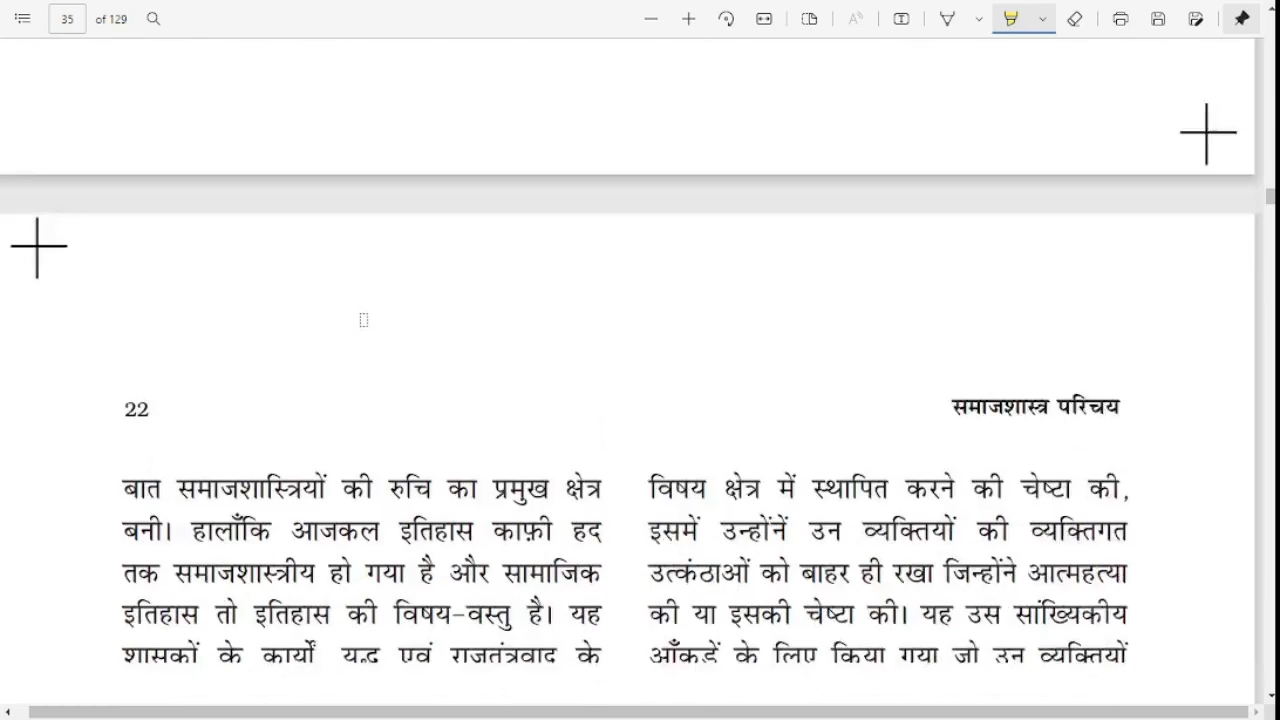 35 of 129
22
समाजशास्त्र परिचय
बात समाजशास्त्रियों की रुचि का प्रमुख क्षेत्र
बनी। हालाँकि आजकल इतिहास काफ़ी हद
तक समाजशास्त्रीय हो गया है और सामाजिक
इतिहास तो इतिहास की विषय-वस्तु है। यह
शासकों के कार्यों युद्ध एवं राजतंत्रवाद के
विषय क्षेत्र में स्थापित करने की चेष्टा की,
इसमें उन्होंनें उन व्यक्तियों की व्यक्तिगत
उत्कंठाओं को बाहर ही रखा जिन्होंने आत्महत्या
की या इसकी चेष्टा की। यह उस सांख्यिकीय
आँकड़ें के लिए किया गया जो उन व्यक्तियों